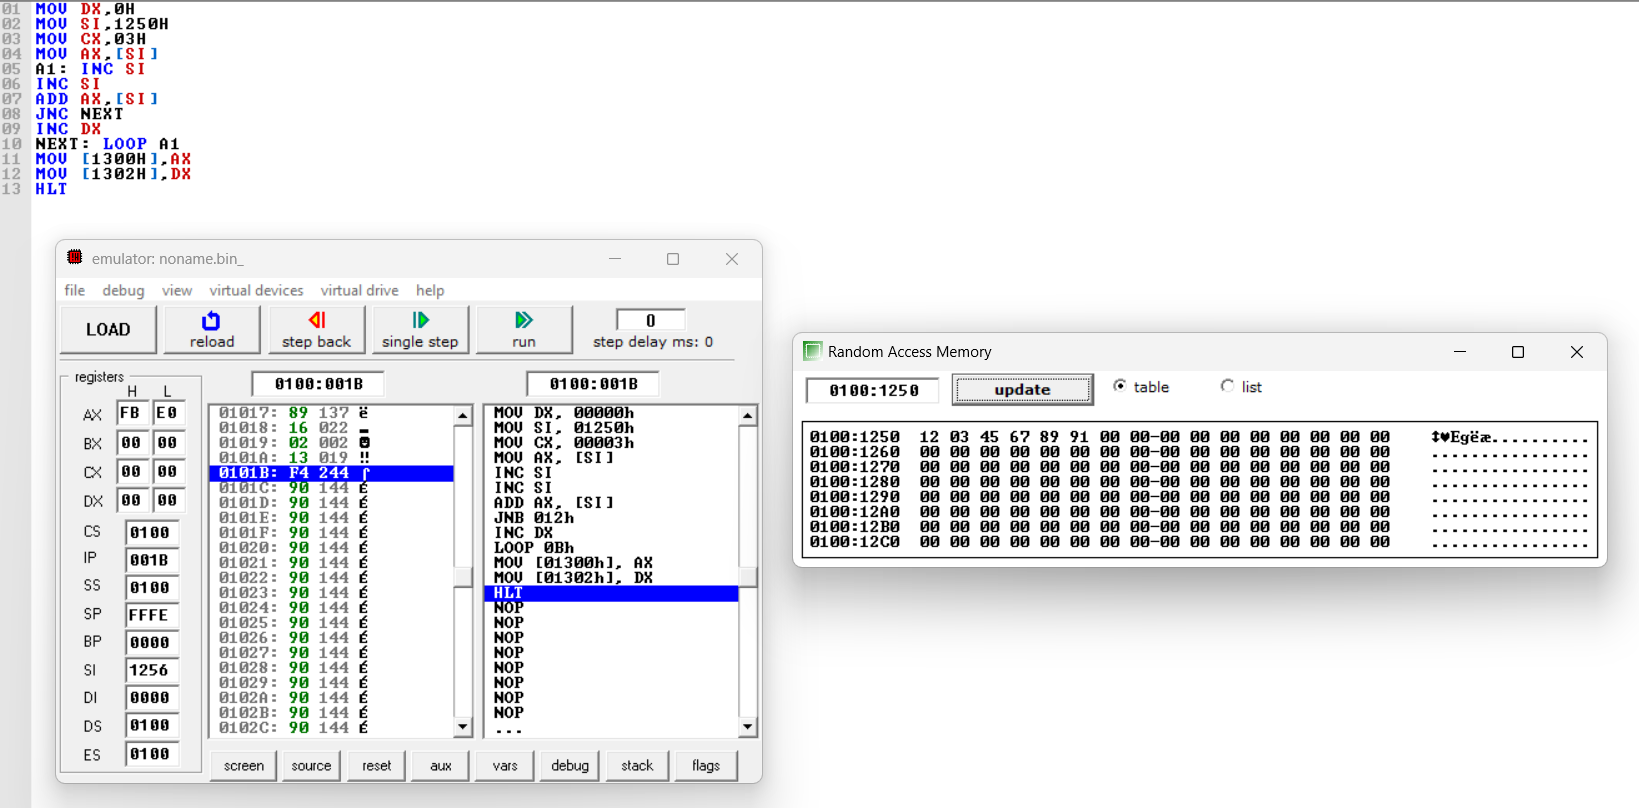 01 MOV DX,0H
02 MOV SI,1250H
03 MOV CX,03H
04 MOV AX,[SI]
05 A1: INC SI
06 INC SI
07 ADD AX,[SI]
08 JNC NEXT
09 INC DX
10 NEXT: LOOP A1
11 MOV [1300H],AX
12 MOV [1302H],DX
13 HLT
emulator: noname.bin_
file debug view virtual devices virtual drive help
LOAD reload step back single step run 0
step delay ms: 0
registers
H L
AX FB E0
BX 00 00
CX 00 00
DX 00 00
CS 0100
IP 001B
SS 0100
SP FFFE
BP 0000
SI 1256
DI 0000
DS 0100
ES 0100
0100:001B
01017: 89 137 ë
01018: 16 022 ▬
01019: 02 002 ☻
0101A: 13 019 ‼
0101B: F4 244 ⌠
0101C: 90 144 É
0101D: 90 144 É
0101E: 90 144 É
0101F: 90 144 É
01020: 90 144 É
01021: 90 144 É
01022: 90 144 É
01023: 90 144 É
01024: 90 144 É
01025: 90 144 É
01026: 90 144 É
01027: 90 144 É
01028: 90 144 É
01029: 90 144 É
0102A: 90 144 É
0102B: 90 144 É
0102C: 90 144 É
0100:001B
MOV DX, 00000h
MOV SI, 01250h
MOV CX, 00003h
MOV AX, [SI]
INC SI
INC SI
ADD AX, [SI]
JNB 012h
INC DX
LOOP 0Bh
MOV [01300h], AX
MOV [01302h], DX
HLT
NOP
NOP
NOP
NOP
NOP
NOP
NOP
NOP
...
screen source reset aux vars debug stack flags
Random Access Memory
0100:1250 update table list
0100:1250 12 03 45 67 89 91 00 00-00 00 00 00 00 00 00 00 ↕♥Egëæ..........
0100:1260 00 00 00 00 00 00 00 00-00 00 00 00 00 00 00 00 ................
0100:1270 00 00 00 00 00 00 00 00-00 00 00 00 00 00 00 00 ................
0100:1280 00 00 00 00 00 00 00 00-00 00 00 00 00 00 00 00 ................
0100:1290 00 00 00 00 00 00 00 00-00 00 00 00 00 00 00 00 ................
0100:12A0 00 00 00 00 00 00 00 00-00 00 00 00 00 00 00 00 ................
0100:12B0 00 00 00 00 00 00 00 00-00 00 00 00 00 00 00 00 ................
0100:12C0 00 00 00 00 00 00 00 00-00 00 00 00 00 00 00 00 ................